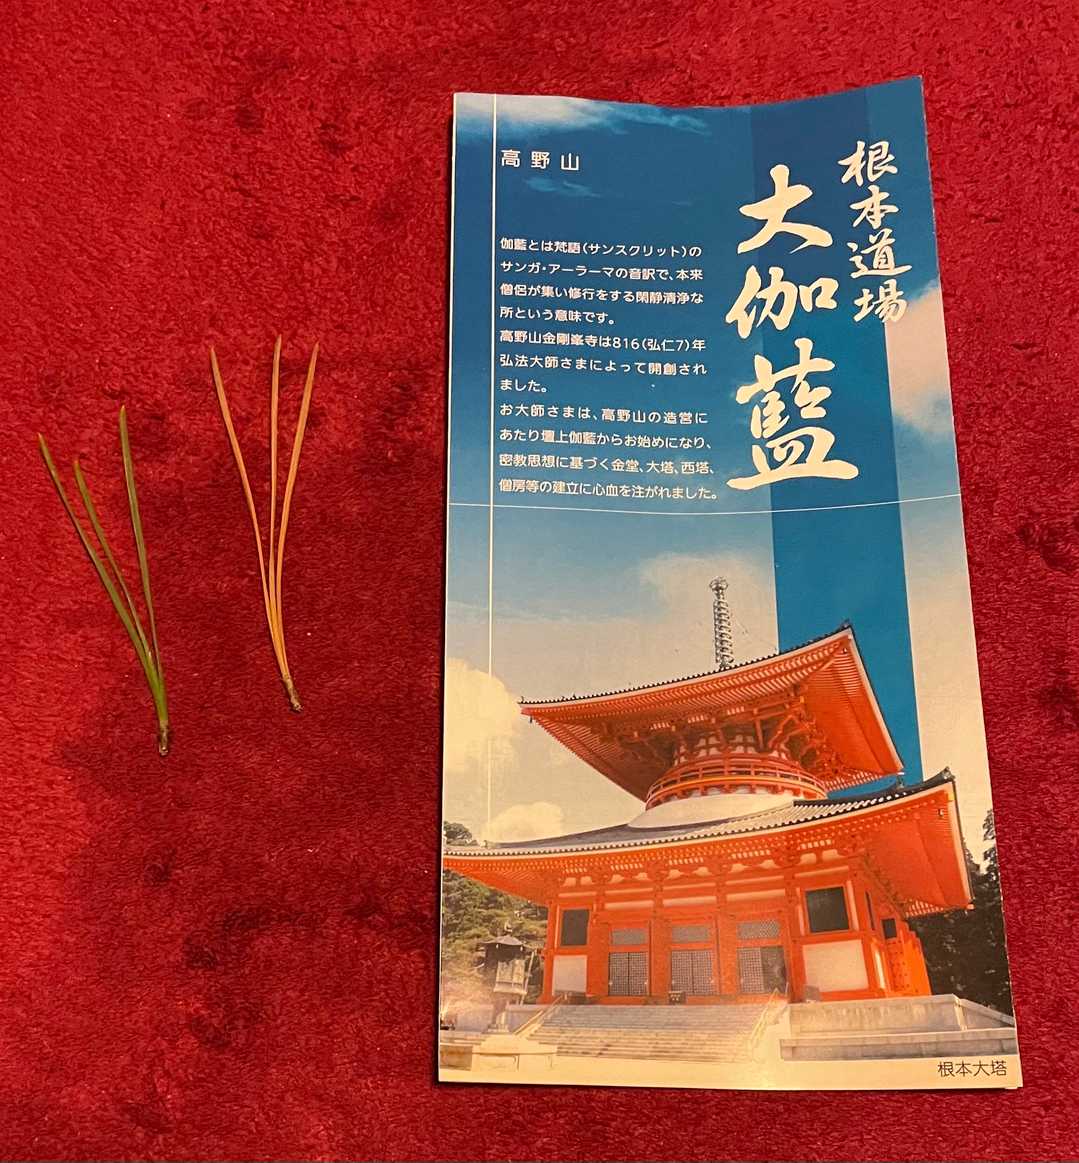 高野山
根本道場
大伽藍
伽藍とは梵語(サンスクリット)の
サンガ・アーラーマの音訳で、本来
僧侶が集い修行をする閑静清浄な
所という意味です。
高野山金剛峯寺は816(弘仁7)年
弘法大師さまによって開創され
ました。
お大師さまは、高野山の造営に
あたり壇上伽藍からお始めになり、
密教思想に基づく金堂、大塔、西塔、
僧房等の建立に心血を注がれました。
根本大塔